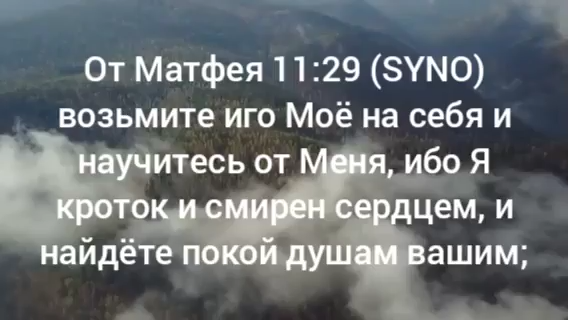 От Матфея 11:29 (SYNO)
возьмите иго Моё на себя и
научитесь от Меня, ибо Я
кроток и смирен сердцем, и
найдёте покой душам вашим;